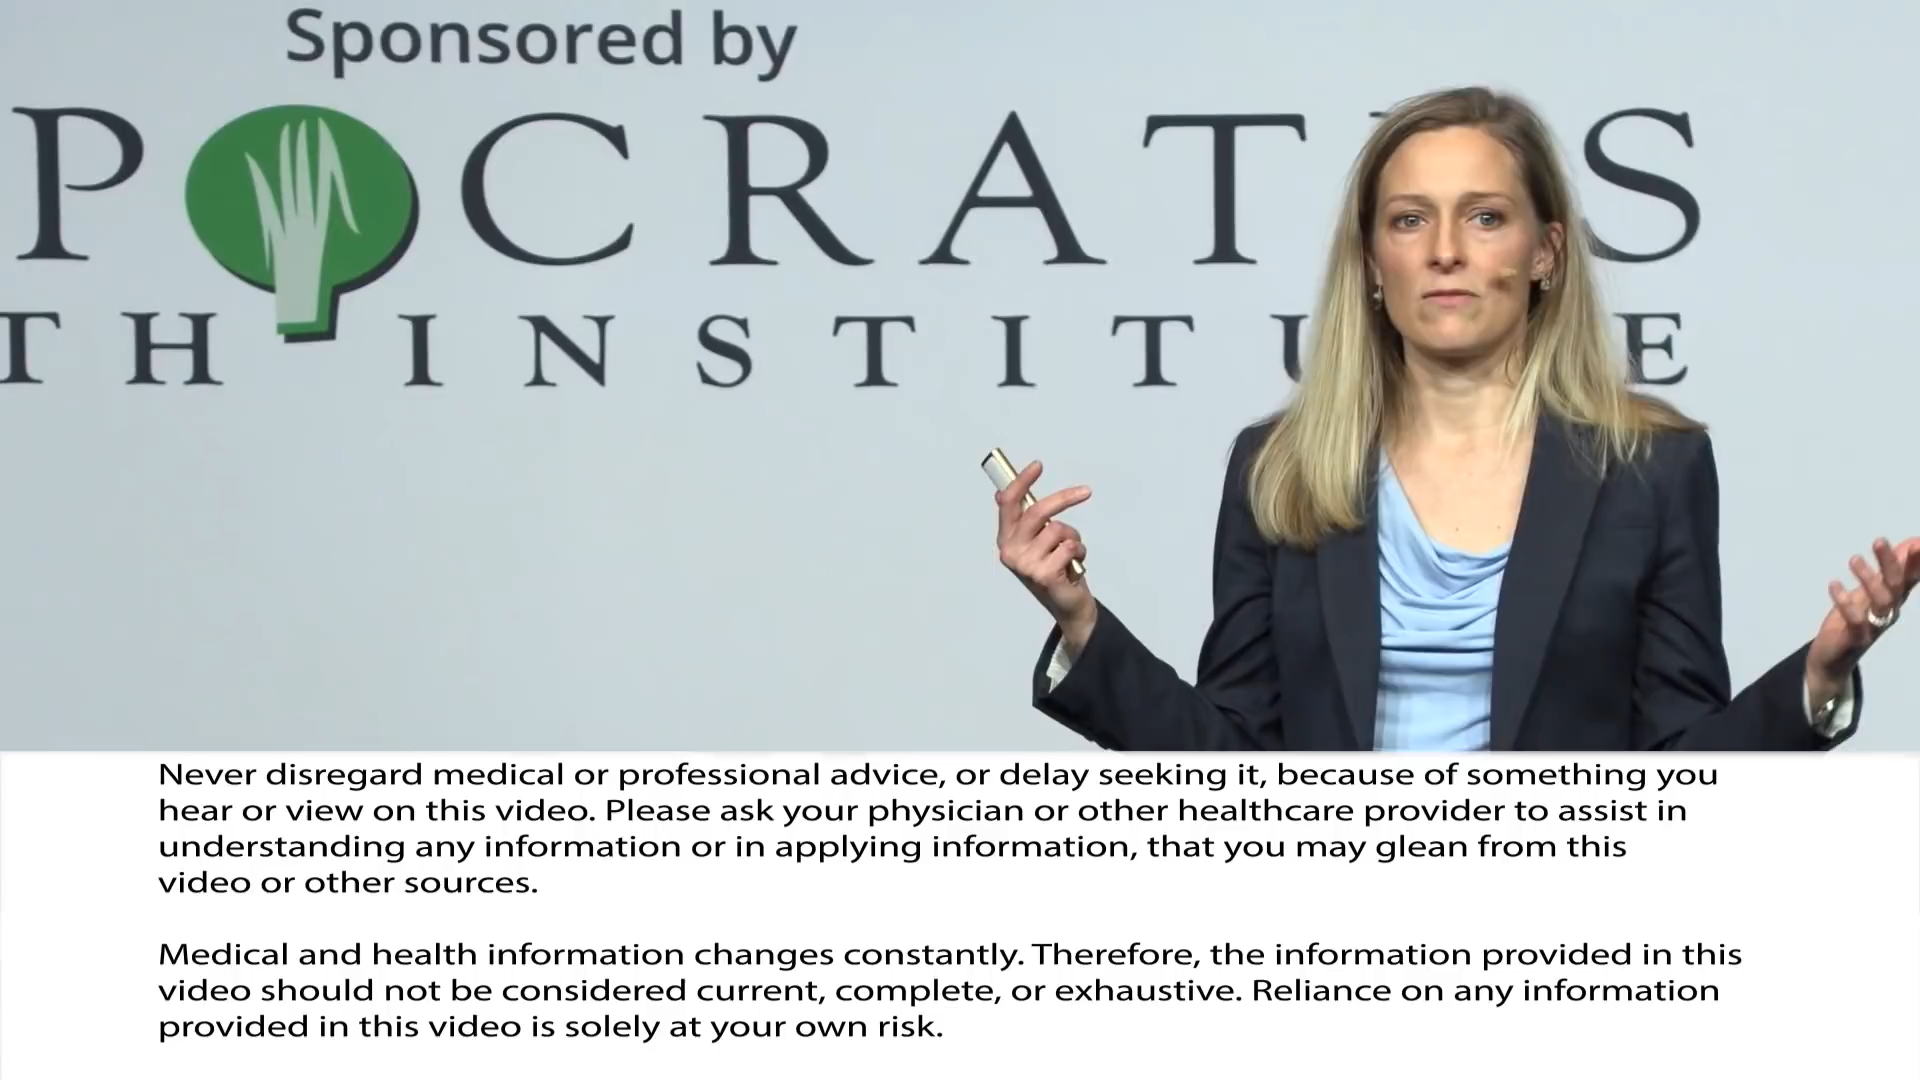 Sponsored by
P CRAT S
TH INSTITU E
Never disregard medical or professional advice, or delay seeking it, because of something you
hear or view on this video. Please ask your physician or other healthcare provider to assist in
understanding any information or in applying information, that you may glean from this
video or other sources.
Medical and health information changes constantly. Therefore, the information provided in this
video should not be considered current, complete, or exhaustive. Reliance on any information
provided in this video is solely at your own risk.